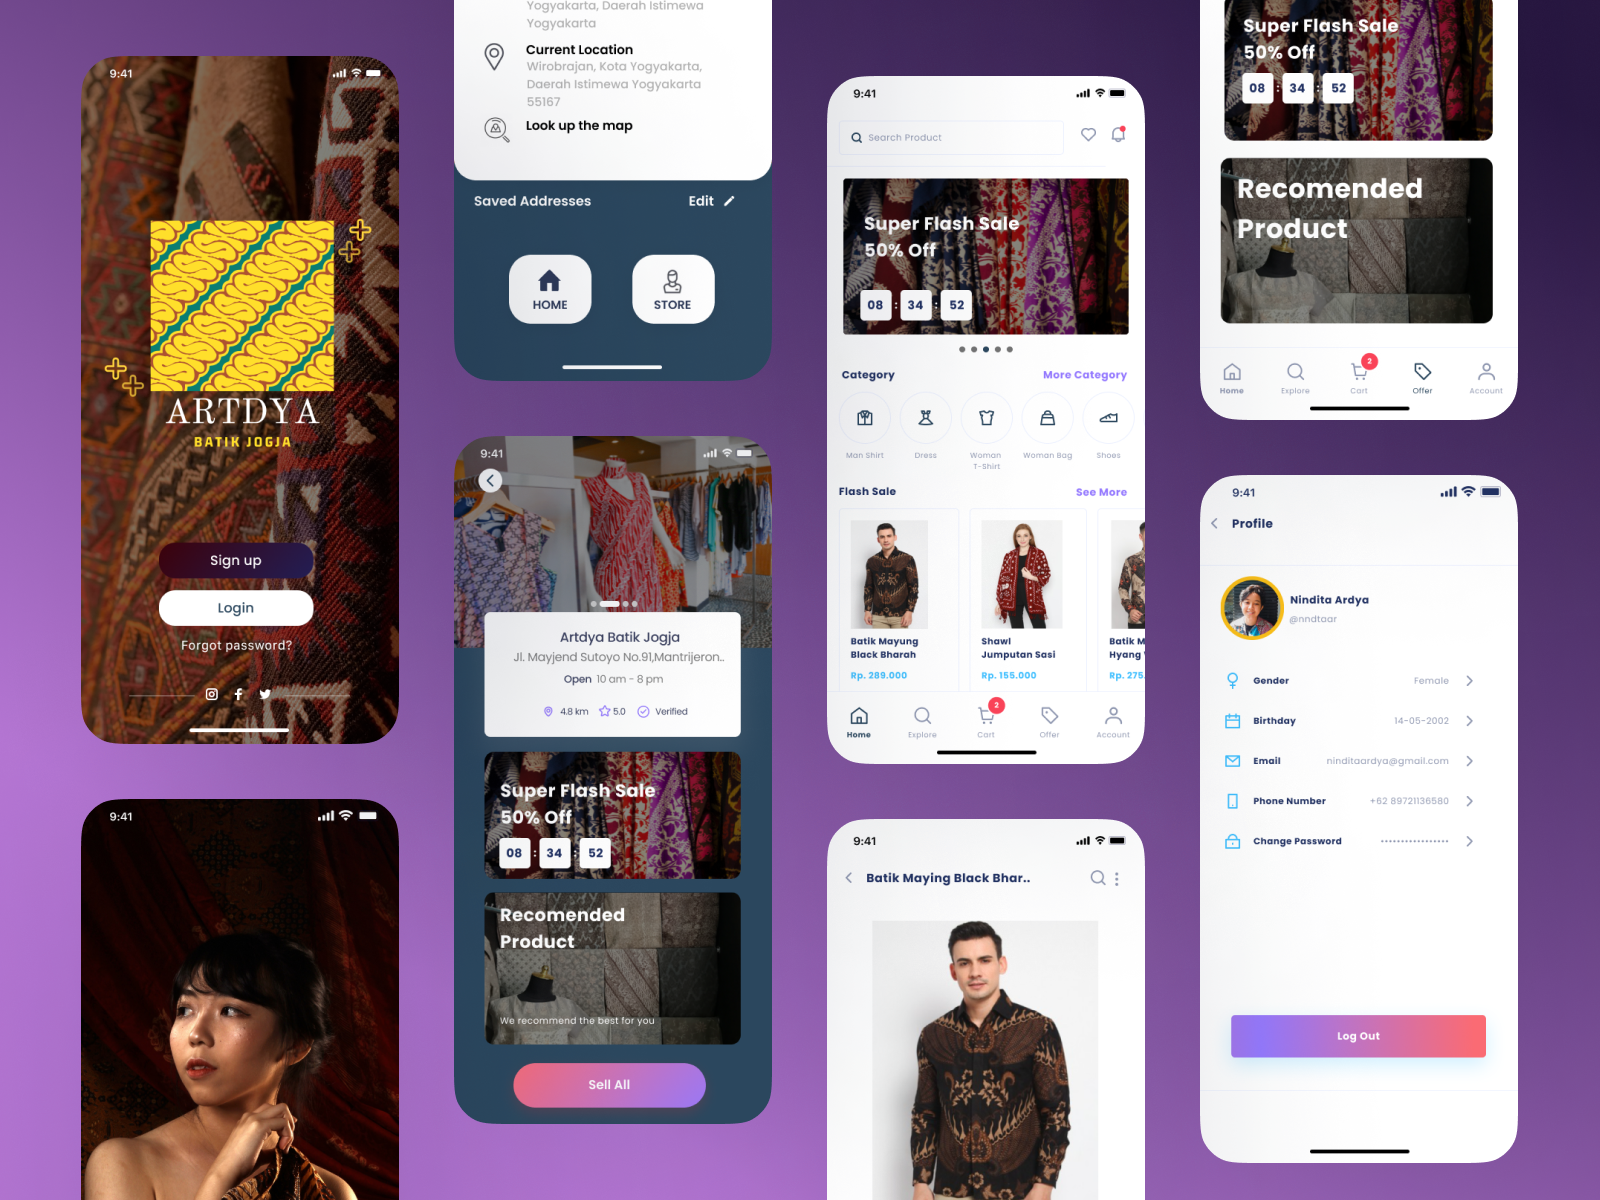 9:41
ARTDYA
BATIK JOGJA
Sign up
Login
Forgot password?
9:41
Yogyakarta, Daerah Istimewa
Yogyakarta
Current Location
Wirobrajan, Kota Yogyakarta,
Daerah Istimewa Yogyakarta
55167
Look up the map
Saved Addresses
Edit
HOME
STORE
9:41
Artdya Batik Jogja
Jl. Mayjend Sutoyo No.91,Mantrijeron..
Open 10 am - 8 pm
4.8 km
5.0
Verified
Super Flash Sale
50% Off
08 : 34 : 52
Recomended
Product
We recommend the best for you
Sell All
9:41
Search Product
Super Flash Sale
50% Off
08 : 34 : 52
Category
More Category
Man Shirt
Dress
Woman
T-Shirt
Woman Bag
Shoes
Flash Sale
See More
Batik Mayung
Black Bharah
Rp. 289.000
Shawl
Jumputan Sasi
Rp. 155.000
Batik M
Hyang
Rp. 275.
2
Home
Explore
Cart
Offer
Account
9:41
Batik Maying Black Bhar..
Super Flash Sale
50% Off
08 : 34 : 52
Recomended
Product
2
Home
Explore
Cart
Offer
Account
9:41
Profile
Nindita Ardya
@nndtaar
Gender
Female
Birthday
14-05-2002
Email
ninditaardya@gmail.com
Phone Number
+62 89721136580
Change Password
•••••••••••••••••
Log Out